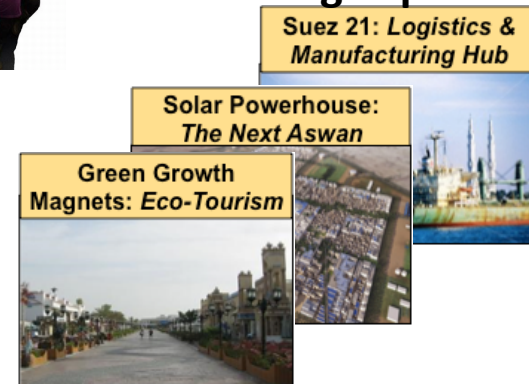 Suez 21: Logistics &
Manufacturing Hub
Solar Powerhouse:
The Next Aswan
Green Growth
Magnets: Eco-Tourism